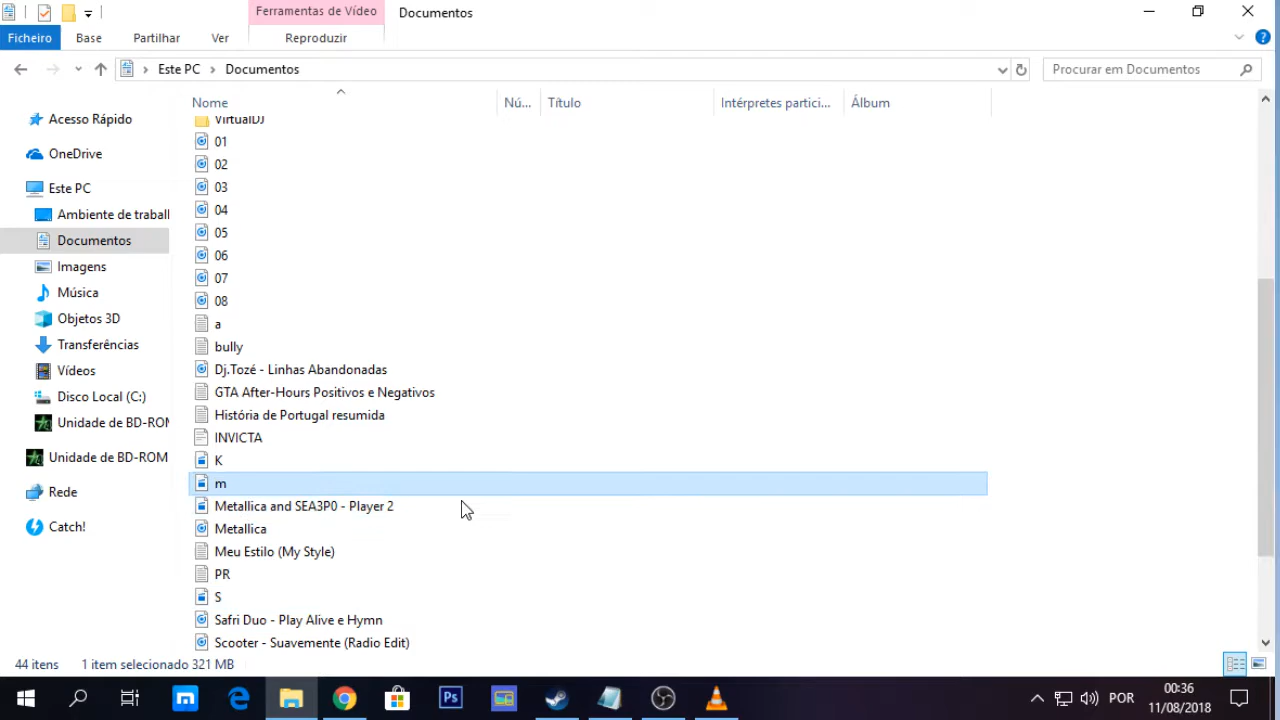 Ferramentas de Vídeo
Documentos
Ficheiro
Base
Partilhar
Ver
Reproduzir
Este PC
Documentos
Procurar em Documentos
Nome
Nú...
Título
Intérpretes partici...
Álbum
Acesso Rápido
OneDrive
Este PC
Ambiente de traball
Documentos
Imagens
Música
Objetos 3D
Transferências
Vídeos
Disco Local (C:)
Unidade de BD-ROM
Unidade de BD-ROM
Rede
Catch!
VirtualDJ
01
02
03
04
05
06
07
08
a
bully
Dj.Tozé - Linhas Abandonadas
GTA After-Hours Positivos e Negativos
História de Portugal resumida
INVICTA
K
m
Metallica and SEA3P0 - Player 2
Metallica
Meu Estilo (My Style)
PR
S
Safri Duo - Play Alive e Hymn
Scooter - Suavemente (Radio Edit)
44 itens
1 item selecionado 321 MB
Ps
POR
00:36
11/08/2018